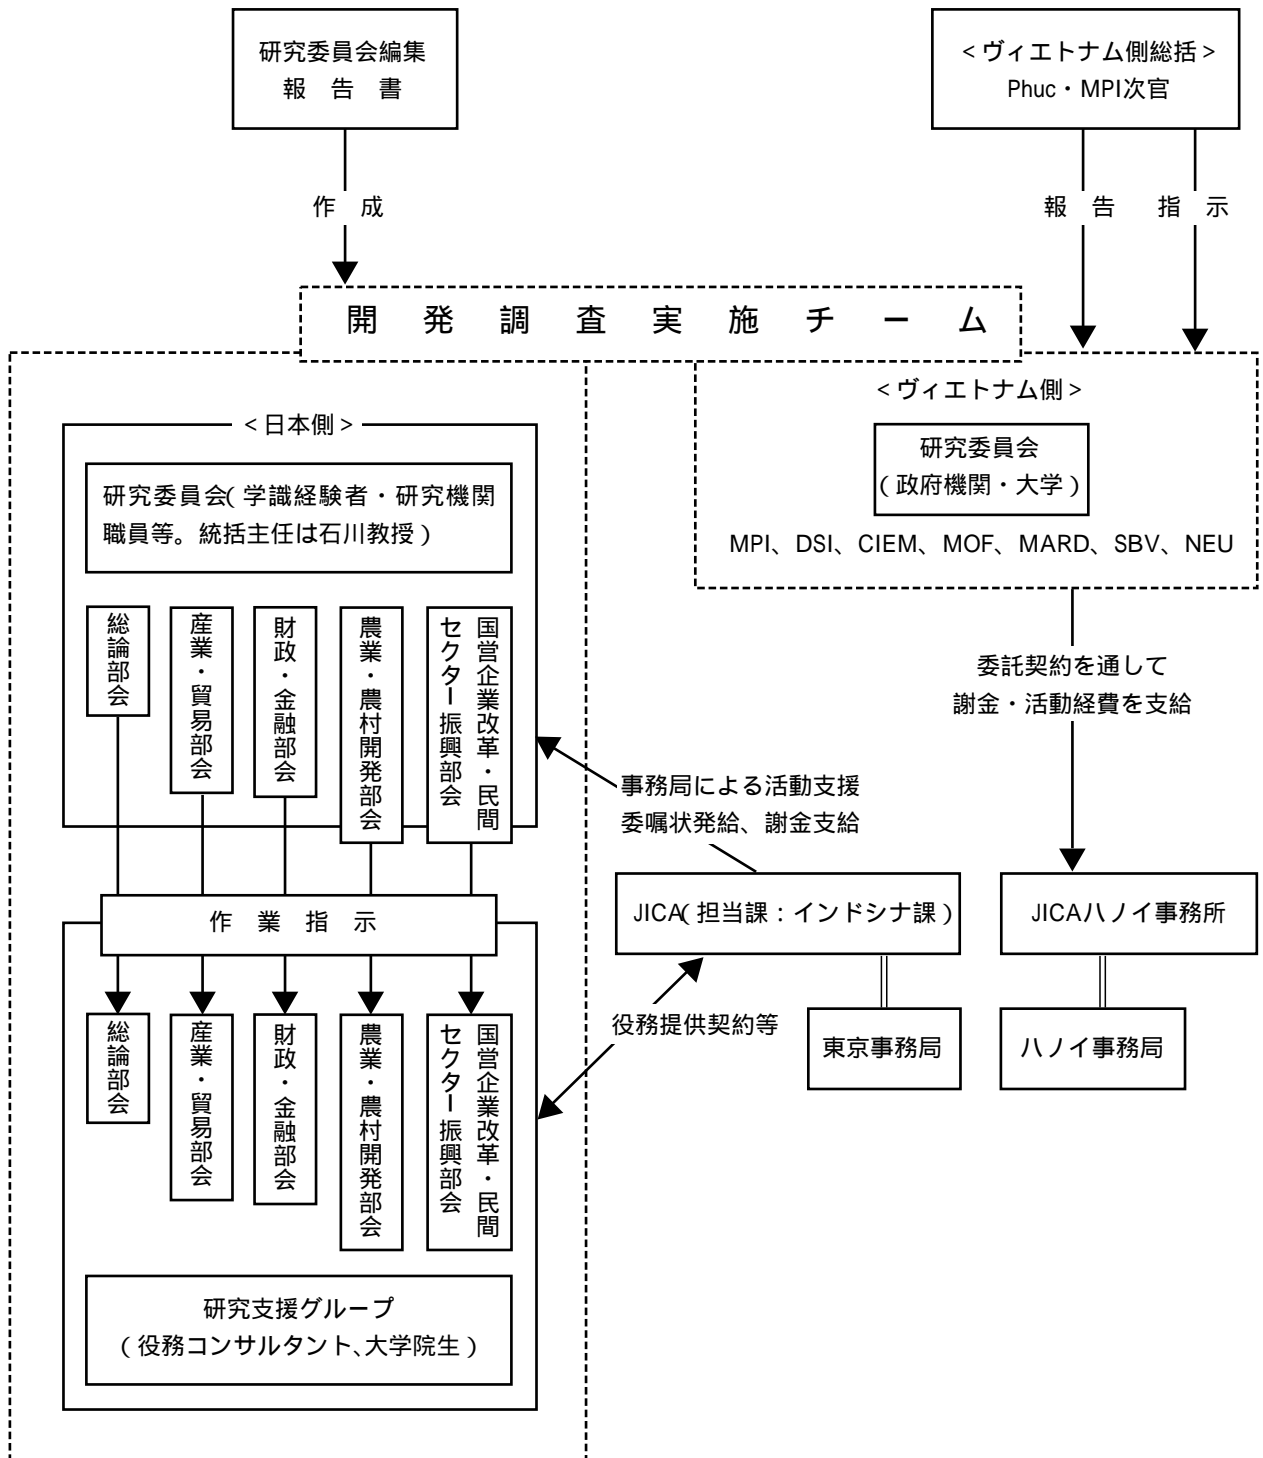 研究委員会編集
報 告 書
<ヴィエトナム側総括>
Phuc・MPI次官
作 成
報 告
指 示
開 発 調 査 実 施 チ ー ム
<日本側>
研究委員会(学識経験者・研究機関
職員等。統括主任は石川教授)
総論部会
産業・貿易部会
財政・金融部会
農業・農村開発部会
国営企業改革・民間
セクター振興部会
作 業 指 示
総論部会
産業・貿易部会
財政・金融部会
農業・農村開発部会
国営企業改革・民間
セクター振興部会
研究支援グループ
(役務コンサルタント、大学院生)
<ヴィエトナム側>
研究委員会
(政府機関・大学)
MPI、DSI、CIEM、MOF、MARD、SBV、NEU
委託契約を通して
謝金・活動経費を支給
事務局による活動支援
委嘱状発給、謝金支給
JICA(担当課:インドシナ課)
JICAハノイ事務所
役務提供契約等
東京事務局
ハノイ事務局